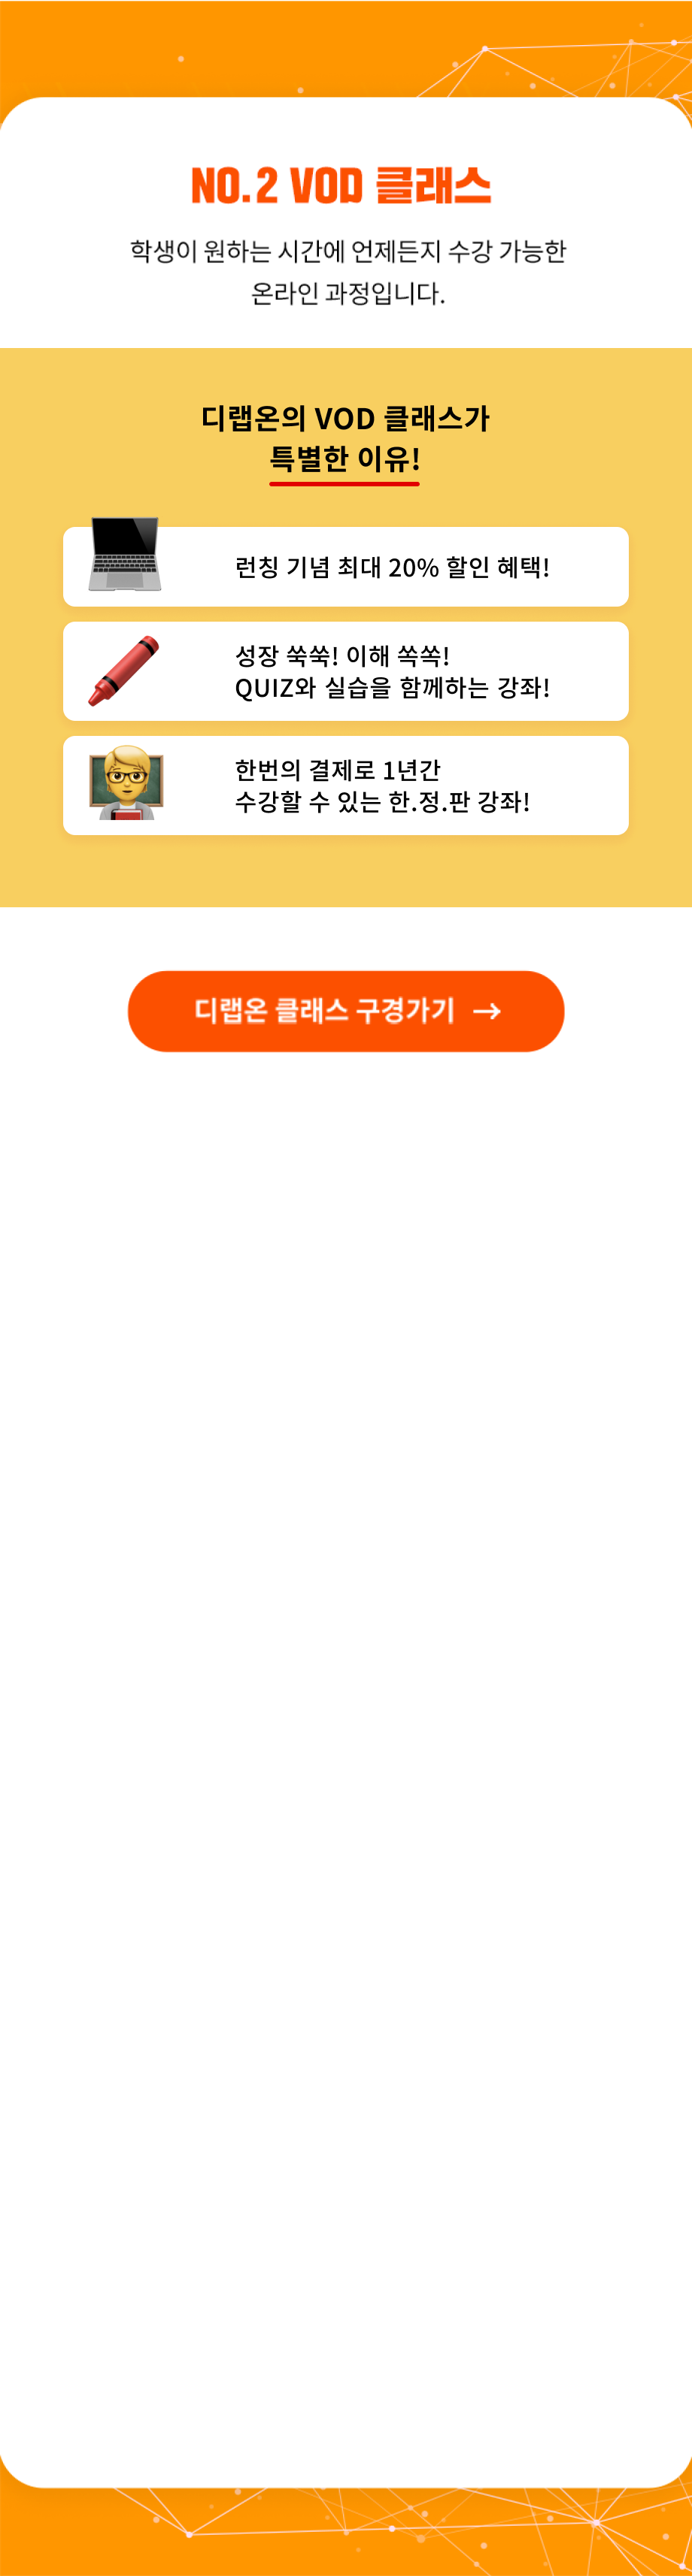 NO.2 VOD 클래스
학생이 원하는 시간에 언제든지 수강 가능한
온라인 과정입니다.
디랩온의 VOD 클래스가
특별한 이유!
런칭 기념 최대 20% 할인 혜택!
성장 쑥쑥! 이해 쏙쏙!
QUIZ와 실습을 함께하는 강좌!
한번의 결제로 1년간
수강할 수 있는 한.정.판 강좌!
디랩온 클래스 구경가기 →